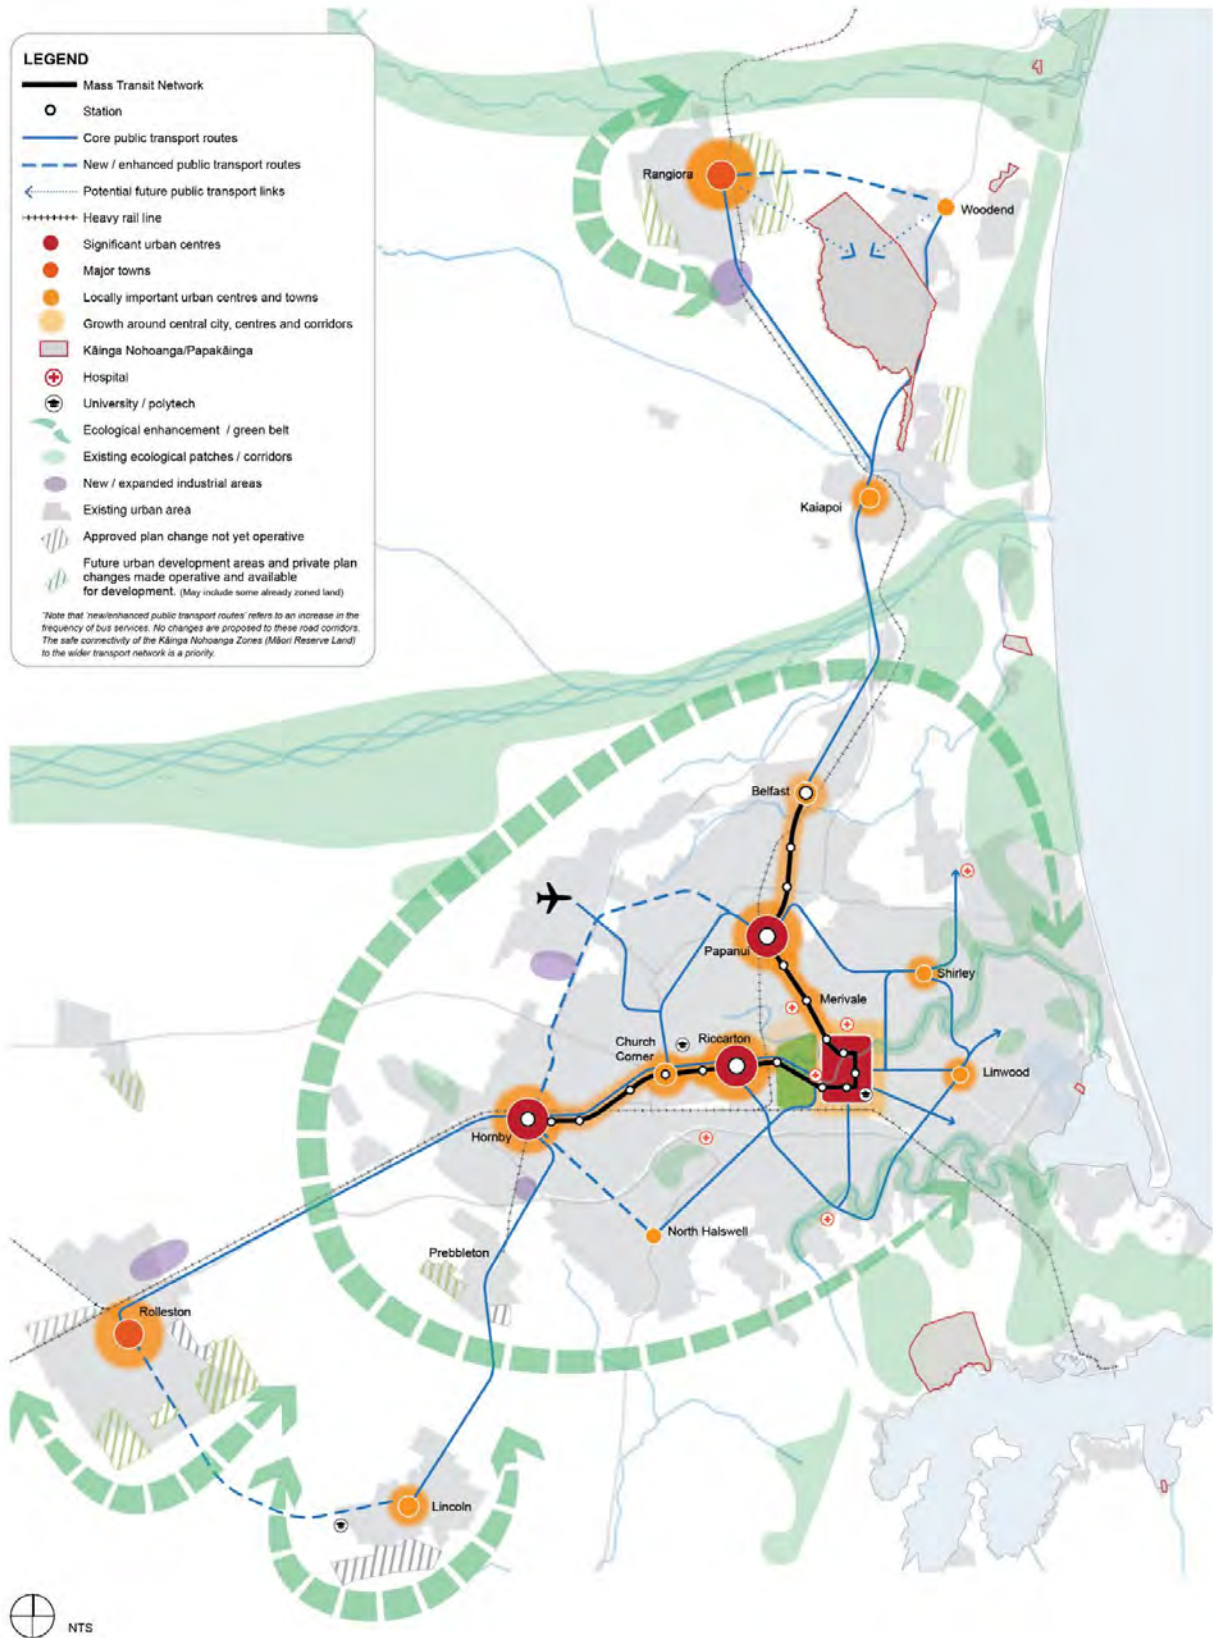 LEGEND
Mass Transit Network
Station
Core public transport routes
New / enhanced public transport routes
Potential future public transport links
Heavy rail line
Significant urban centres
Major towns
Locally important urban centres and towns
Growth around central city, centres and corridors
Kāinga Nohoanga/Papakāinga
Hospital
University / polytech
Ecological enhancement / green belt
Existing ecological patches / corridors
New / expanded industrial areas
Existing urban area
Approved plan change not yet operative
Future urban development areas and private plan
changes made operative and available
for development. (May include some already zoned land)
"Note that 'new/enhanced public transport routes' refers to an increase in the
frequency of bus services. No changes are proposed to these road corridors.
The safe connectivity of the Kāinga Nohoanga Zones (Māori Reserve Land)
to the wider transport network is a priority.
Rangiora
Woodend
Kaiapoi
Belfast
Papanui
Shirley
Merivale
Church
Corner
Riccarton
Linwood
Hornby
North Halswell
Prebbleton
Rolleston
Lincoln
NTS